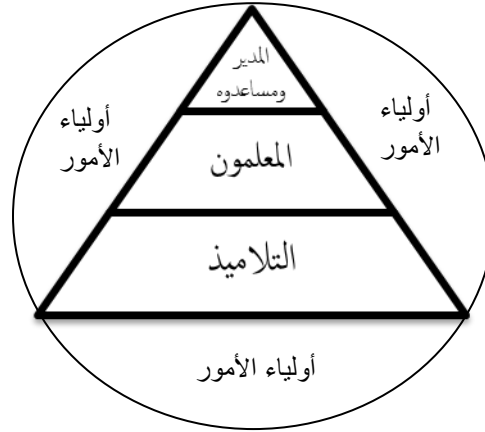 المدير
ومساعدوه
أولياء
الأمور
أولياء
الأمور
المعلمون
التلاميذ
أولياء الأمور